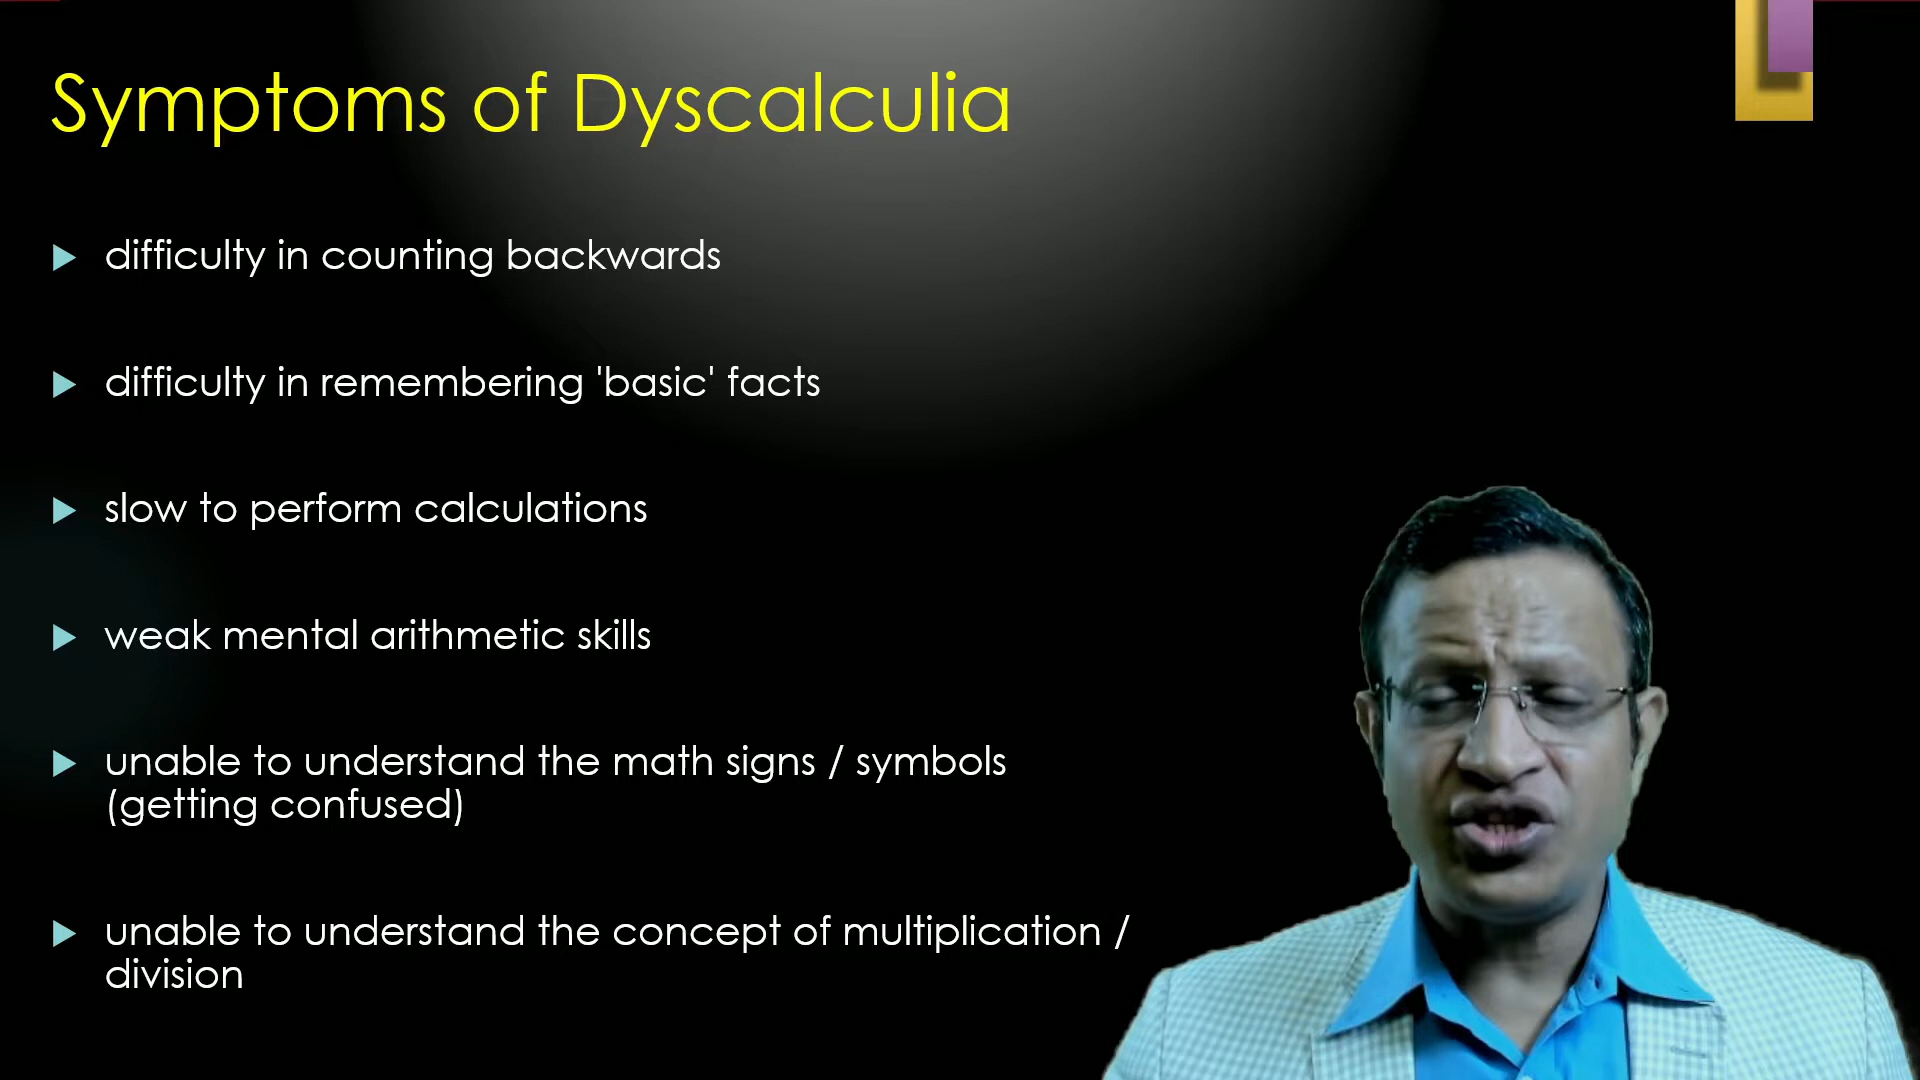 Symptoms of Dyscalculia
difficulty in counting backwards
difficulty in remembering 'basic' facts
slow to perform calculations
weak mental arithmetic skills
unable to understand the math signs / symbols
(getting confused)
unable to understand the concept of multiplication /
division